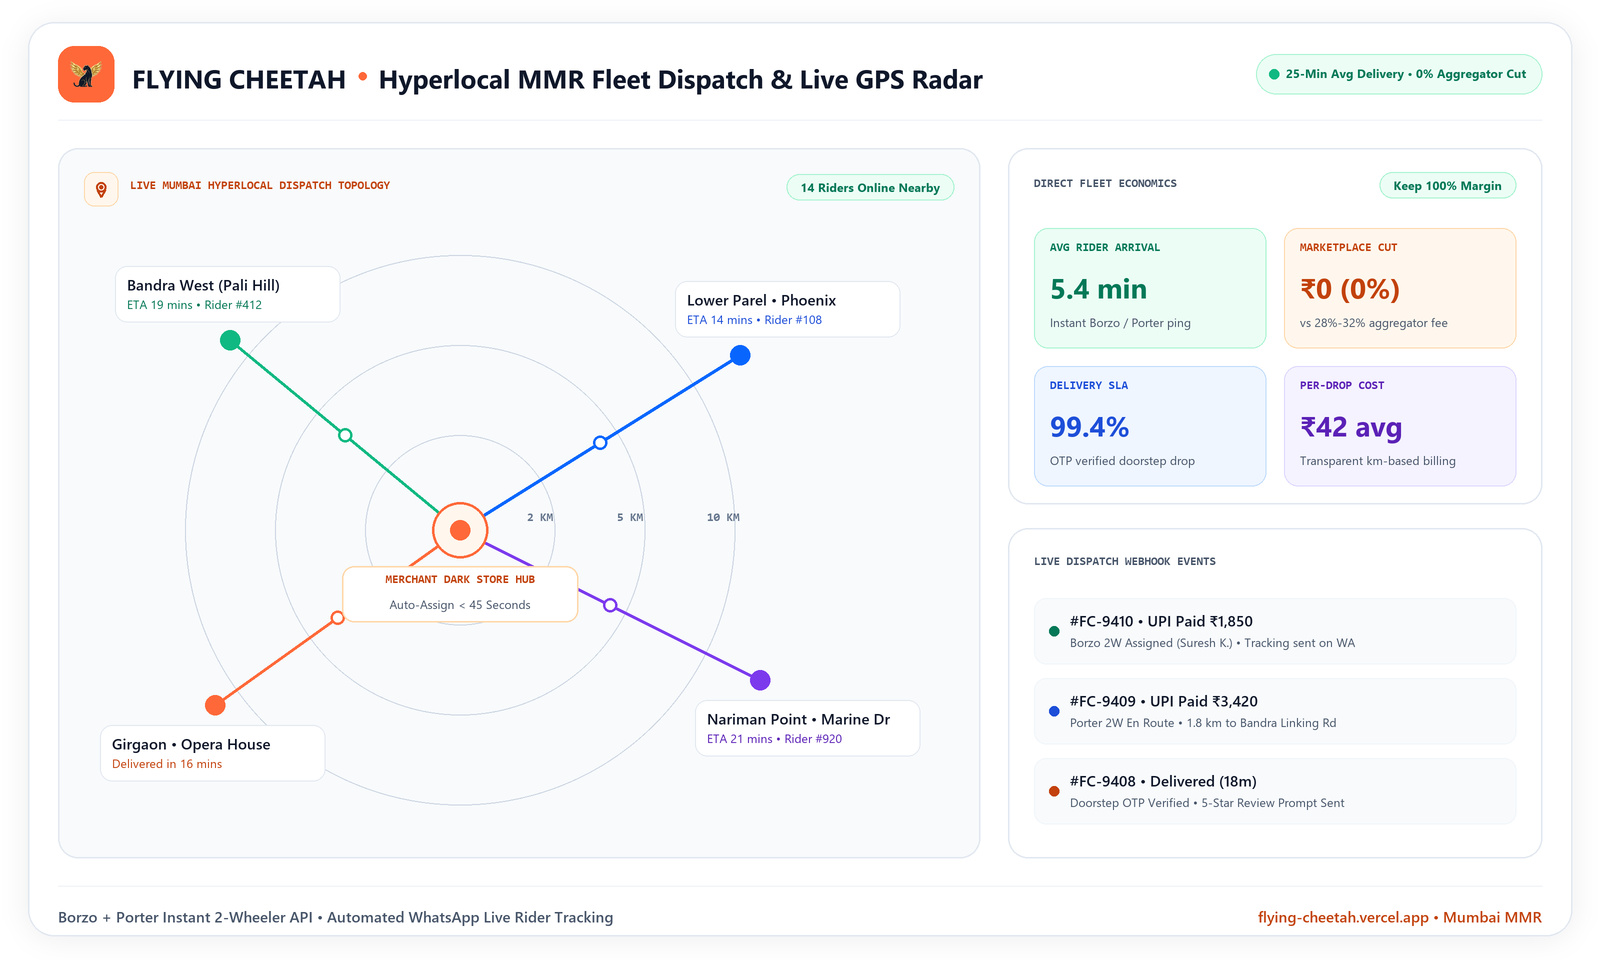 FLYING CHEETAH • Hyperlocal MMR Fleet Dispatch & Live GPS Radar
25-Min Avg Delivery • 0% Aggregator Cut
LIVE MUMBAI HYPERLOCAL DISPATCH TOPOLOGY
14 Riders Online Nearby
Bandra West (Pali Hill)
ETA 19 mins • Rider #412
Lower Parel • Phoenix
ETA 14 mins • Rider #108
2 KM
5 KM
10 KM
MERCHANT DARK STORE HUB
Auto-Assign < 45 Seconds
Nariman Point • Marine Dr
ETA 21 mins • Rider #920
Girgaon • Opera House
Delivered in 16 mins
DIRECT FLEET ECONOMICS
Keep 100% Margin
AVG RIDER ARRIVAL
5.4 min
Instant Borzo / Porter ping
MARKETPLACE CUT
₹0 (0%)
vs 28%-32% aggregator fee
DELIVERY SLA
99.4%
OTP verified doorstep drop
PER-DROP COST
₹42 avg
Transparent km-based billing
LIVE DISPATCH WEBHOOK EVENTS
#FC-9410 • UPI Paid ₹1,850
Borzo 2W Assigned (Suresh K.) • Tracking sent on WA
#FC-9409 • UPI Paid ₹3,420
Porter 2W En Route • 1.8 km to Bandra Linking Rd
#FC-9408 • Delivered (18m)
Doorstep OTP Verified • 5-Star Review Prompt Sent
Borzo + Porter Instant 2-Wheeler API • Automated WhatsApp Live Rider Tracking
flying-cheetah.vercel.app • Mumbai MMR